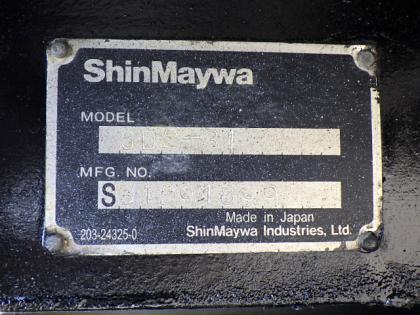 ShinMaywa
MODEL
MFG. NO.
S
Made in Japan
203-24325-0 ShinMaywa Industries, Ltd.